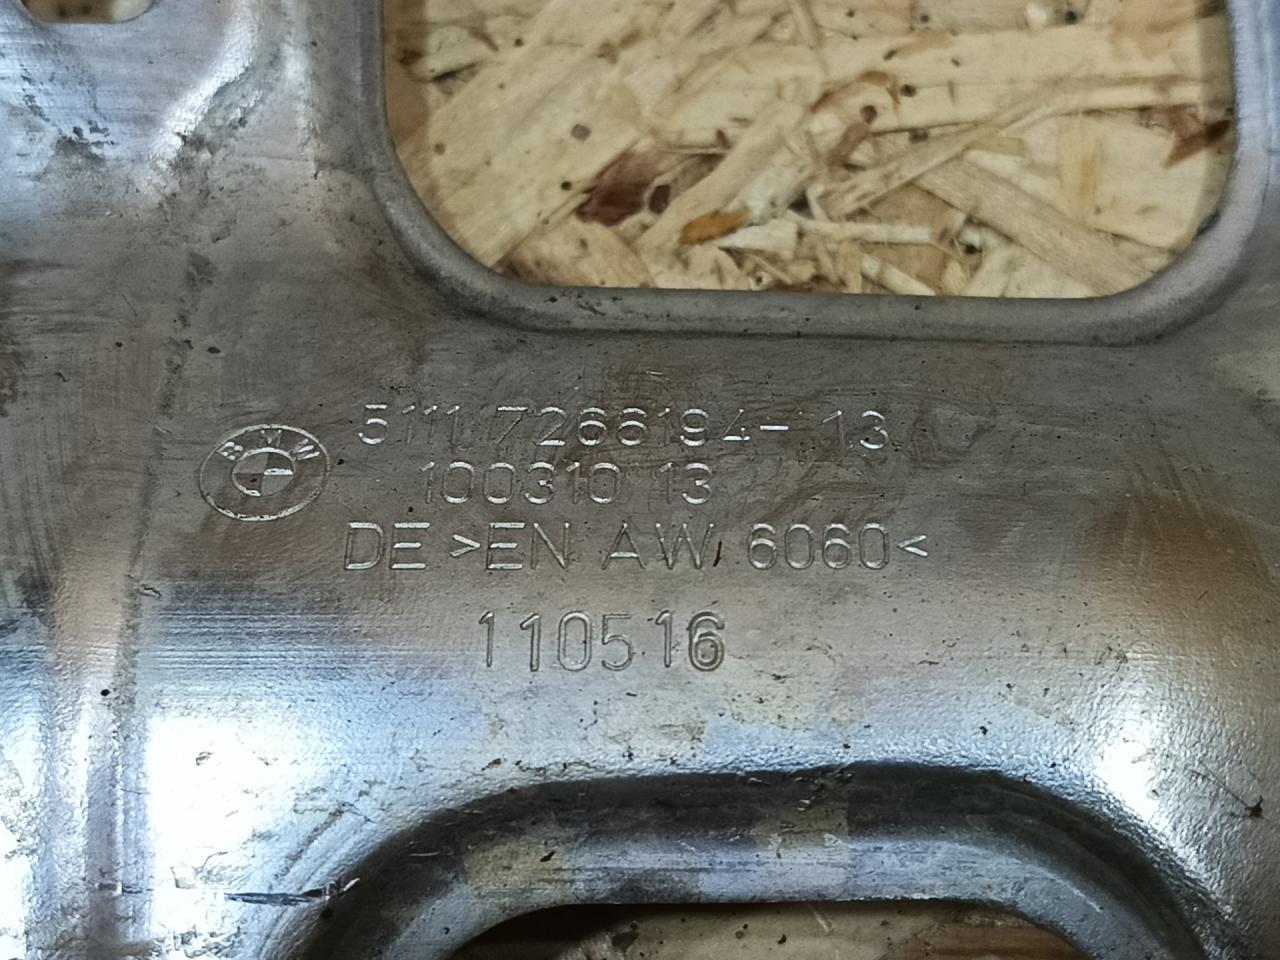 BMW
5111 7266194-13
100310 13
DE >EN AW 6060<
110516